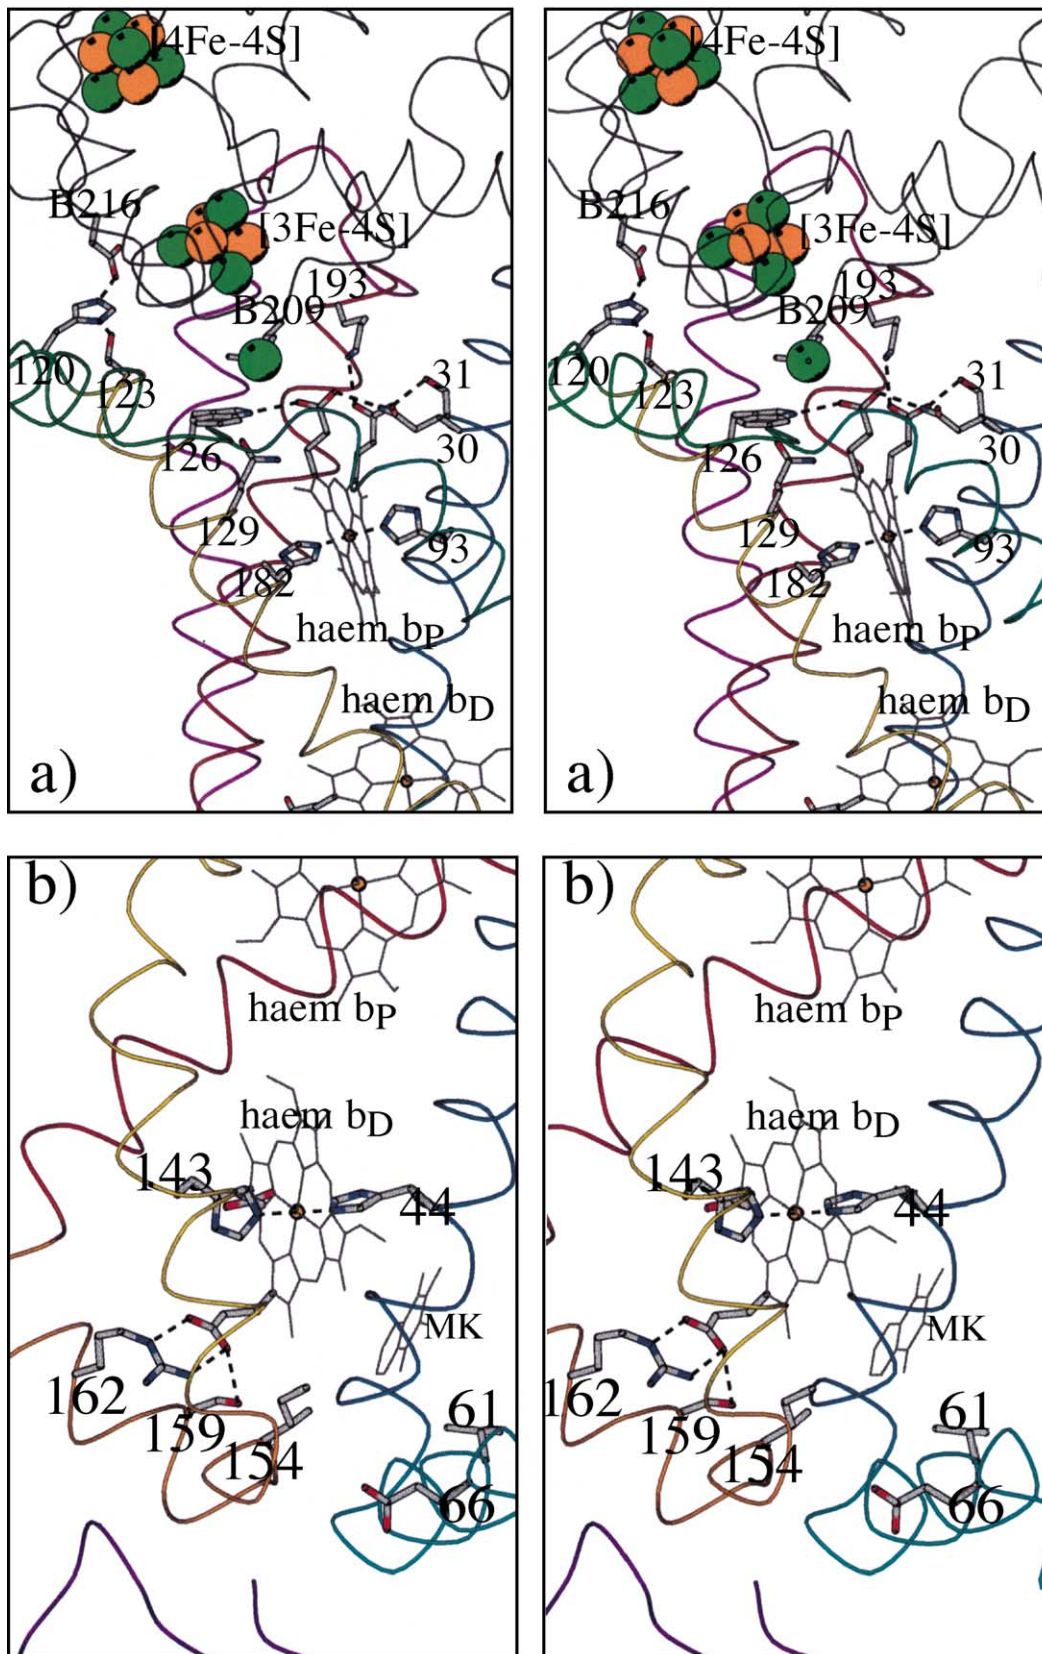 [4Fe-4S]
B216
[3Fe-4S]
193
B209
120
123
31
126
30
129
93
182
haem bP
haem bD
a)
[4Fe-4S]
B216
[3Fe-4S]
193
B209
120
123
31
126
30
129
93
182
haem bP
haem bD
a)
b)
haem bP
haem bD
143
44
MK
162
159
61
154
66
b)
haem bP
haem bD
143
44
MK
162
159
61
154
66